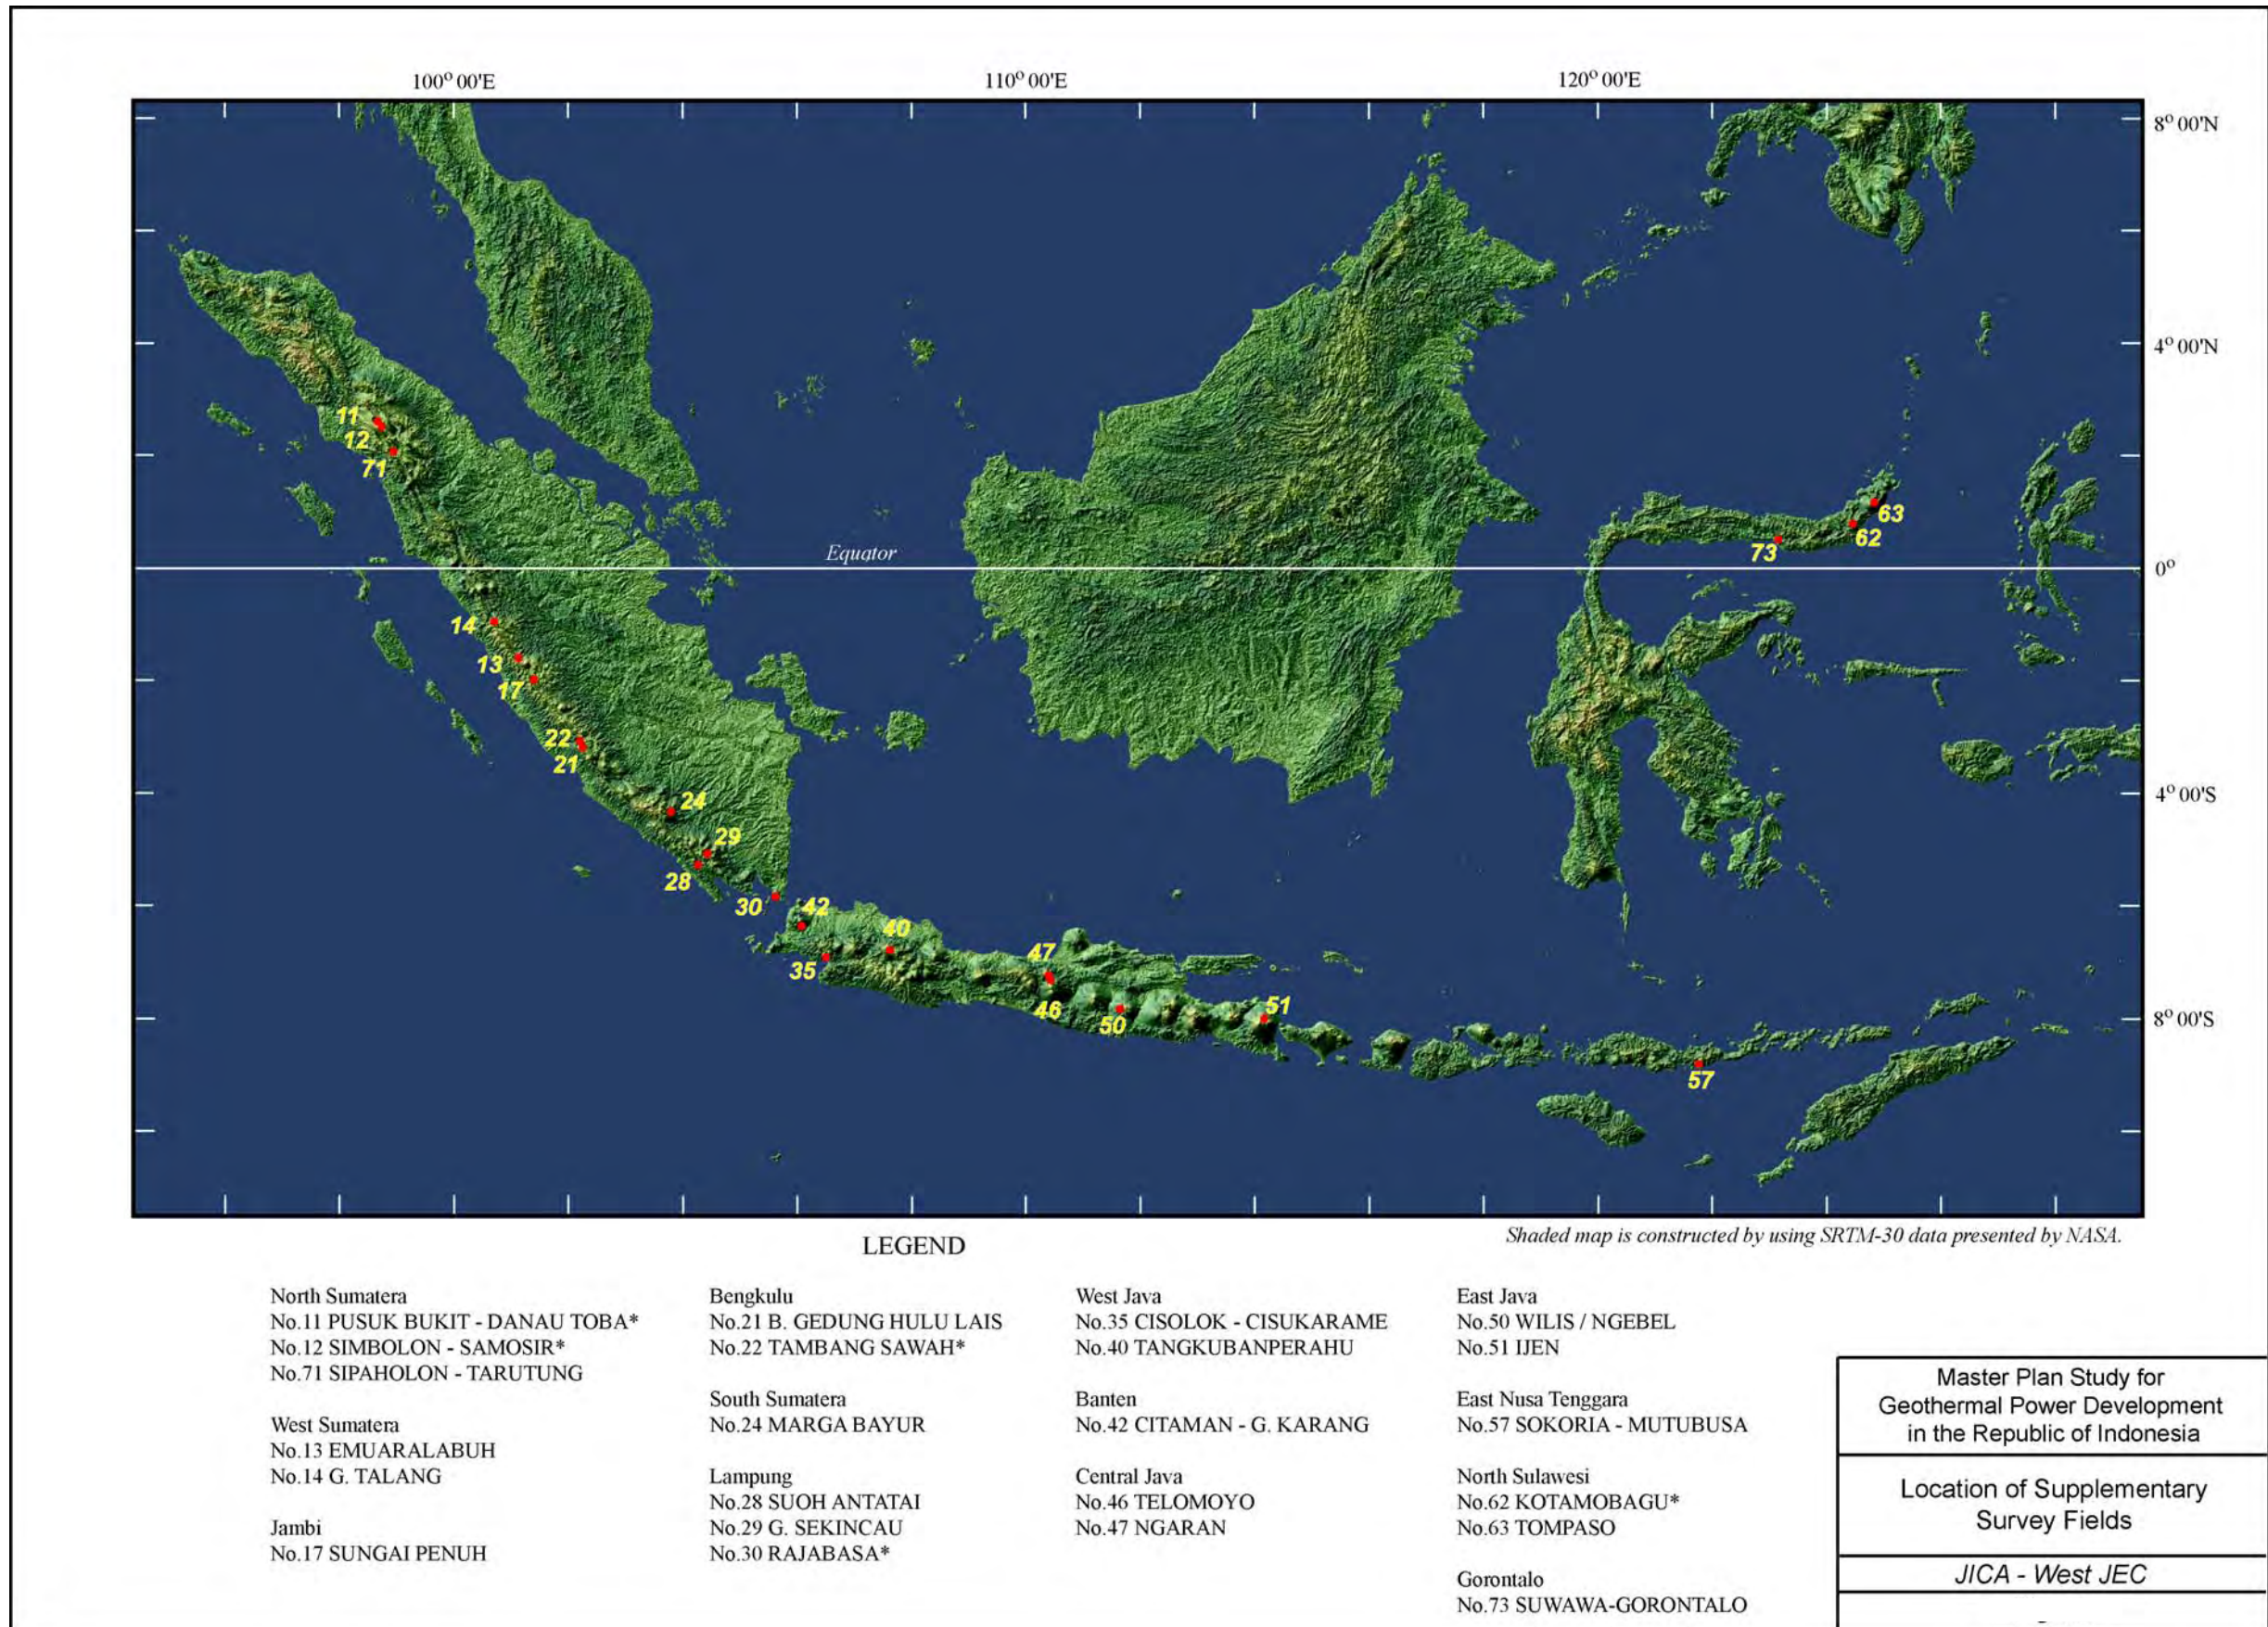 100° 00'E
110° 00'E
120° 00'E
8° 00'N
4° 00'N
11
12
71
63
62
73
Equator
0°
14
13
17
22
21
24
4° 00'S
29
28
30
42
40
35
47
46
50
51
8° 00'S
57
Shaded map is constructed by using SRTM-30 data presented by NASA.
LEGEND
North Sumatera
No.11 PUSUK BUKIT - DANAU TOBA*
No.12 SIMBOLON - SAMOSIR*
No.71 SIPAHOLON - TARUTUNG
West Sumatera
No.13 EMUARALABUH
No.14 G. TALANG
Jambi
No.17 SUNGAI PENUH
Bengkulu
No.21 B. GEDUNG HULU LAIS
No.22 TAMBANG SAWAH*
South Sumatera
No.24 MARGA BAYUR
Lampung
No.28 SUOH ANTATAI
No.29 G. SEKINCAU
No.30 RAJABASA*
West Java
No.35 CISOLOK - CISUKARAME
No.40 TANGKUBANPERAHU
Banten
No.42 CITAMAN - G. KARANG
Central Java
No.46 TELOMOYO
No.47 NGARAN
East Java
No.50 WILIS / NGEBEL
No.51 IJEN
East Nusa Tenggara
No.57 SOKORIA - MUTUBUSA
North Sulawesi
No.62 KOTAMOBAGU*
No.63 TOMPASO
Gorontalo
No.73 SUWAWA-GORONTALO
Master Plan Study for
Geothermal Power Development
in the Republic of Indonesia
Location of Supplementary
Survey Fields
JICA - West JEC